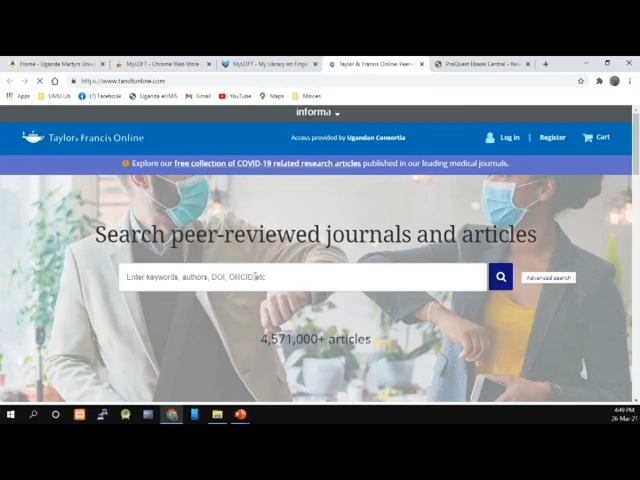 Home - Uganda Martyrs Unive
MyLOFT - Chrome Web Store
MyLOFT - My Library on Finger
Taylor & Francis Online: Peer-
ProQuest Ebook Central - Rea
https://www.tandfonline.com
Apps
UMU Lib
(7) Facebook
Uganda eHMIS
Gmail
YouTube
Maps
Movies
informa
Taylor & Francis Online
Access provided by Ugandan Consortia
Log in | Register
Cart
Explore our free collection of COVID-19 related research articles published in our leading medical journals.
Search peer-reviewed journals and articles
Enter keywords, authors, DOI, ORCID etc
Advanced search
4,571,000+ articles
4:49 PM
26-Mar-21